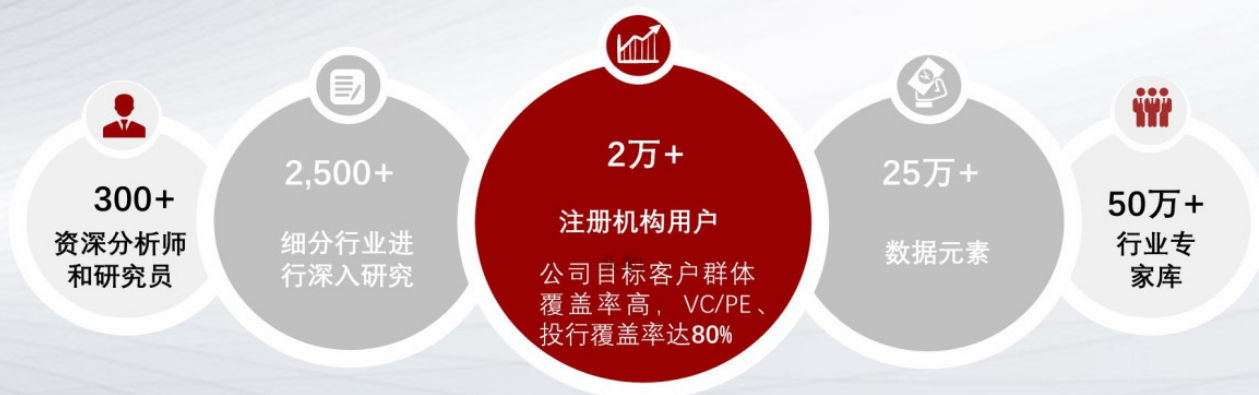 300+
资深分析师
和研究员
2,500+
细分行业进
行深入研究
2万+
注册机构用户
公司目标客户群体
覆盖率高，VC/PE、
投行覆盖率达80%
25万+
数据元素
50万+
行业专
家库